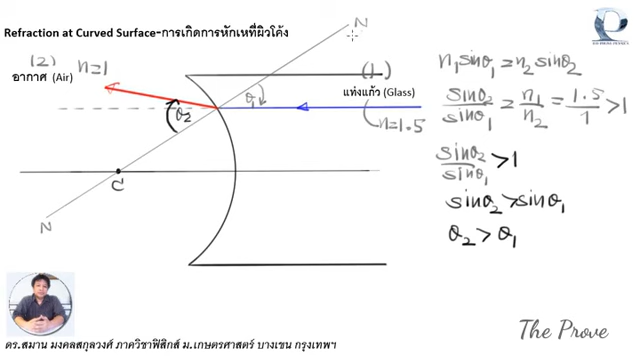 Refraction at Curved Surface-การเกิดการหักเหที่ผิวโค้ง
N
(2)
อากาศ (Air)
n=1
(1)
แท่งแก้ว (Glass)
n=1.5
θ₁
θ₂
C
N
n₁sinθ₁ = n₂sinθ₂
sinθ₂/sinθ₁ = n₁/n₂ = 1.5/1 >1
sinθ₂/sinθ₁ >1
sinθ₂ > sinθ₁
θ₂ > θ₁
The Prove
ดร.สมาน มงคลสกุลวงศ์ ภาควิชาฟิสิกส์ ม.เกษตรศาสตร์ บางเขน กรุงเทพฯ